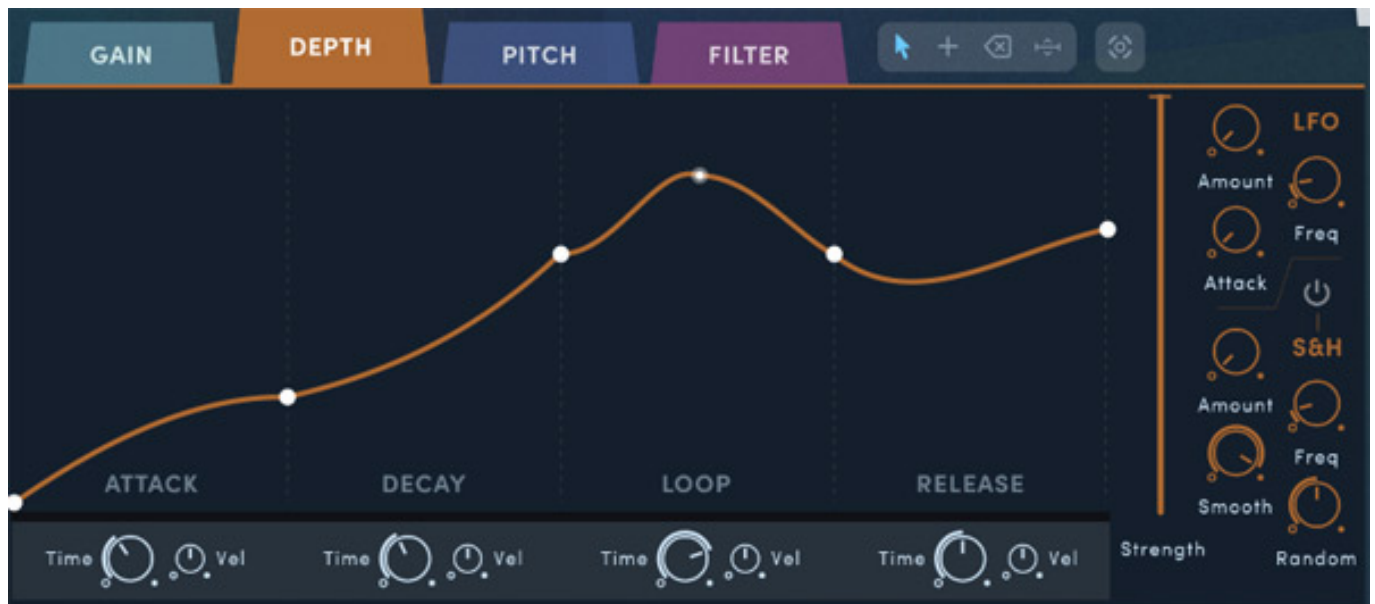 GAIN
DEPTH
PITCH
FILTER
LFO
Amount
Freq
Attack
S&H
Amount
Freq
Smooth
Random
Strength
ATTACK
DECAY
LOOP
RELEASE
Time Vel
Time Vel
Time Vel
Time Vel